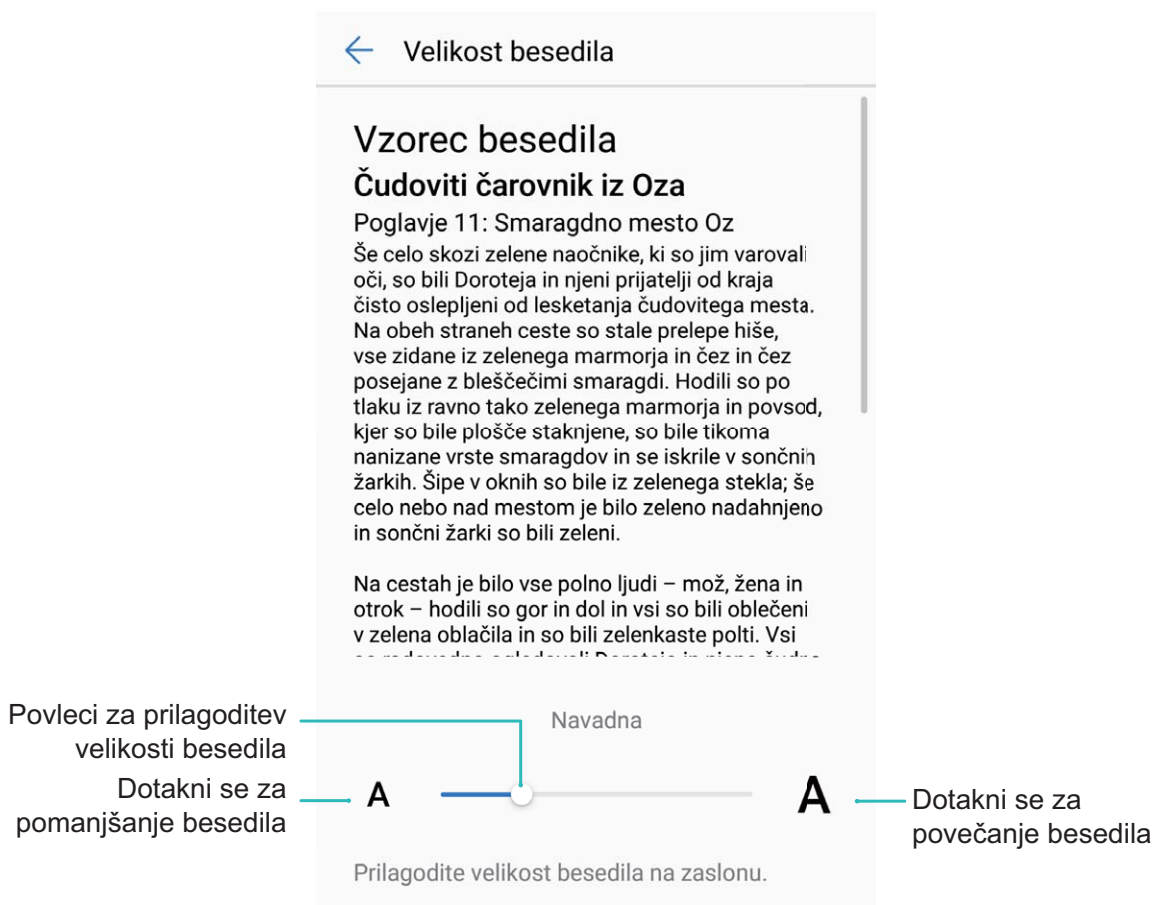 Velikost besedila
Vzorec besedila
Čudoviti čarovnik iz Oza
Poglavje 11: Smaragdno mesto Oz
Še celo skozi zelene naočnike, ki so jim varovali
oči, so bili Doroteja in njeni prijatelji od kraja
čisto oslepljeni od lesketanja čudovitega mesta.
Na obeh straneh ceste so stale prelepe hiše,
vse zidane iz zelenega marmorja in čez in čez
posejane z bleščečimi smaragdi. Hodili so po
tlaku iz ravno tako zelenega marmorja in povsod,
kjer so bile plošče staknjene, so bile tikoma
nanizane vrste smaragdov in se iskrile v sončnih
žarkih. Šipe v oknih so bile iz zelenega stekla; še
celo nebo nad mestom je bilo zeleno nadahnjeno
in sončni žarki so bili zeleni.
Na cestah je bilo vse polno ljudi – mož, žena in
otrok – hodili so gor in dol in vsi so bili oblečeni
v zelena oblačila in so bili zelenkaste polti. Vsi
Povleci za prilagoditev
velikosti besedila
Navadna
Dotakni se za
pomanjšanje besedila
A
A
Dotakni se za
povečanje besedila
Prilagodite velikost besedila na zaslonu.